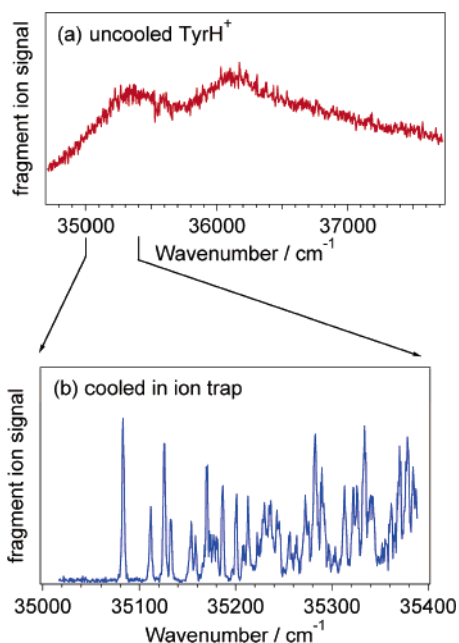 (a) uncooled TyrH⁺
fragment ion signal
35000 36000 37000
Wavenumber / cm⁻¹
(b) cooled in ion trap
fragment ion signal
35000 35100 35200 35300 35400
Wavenumber / cm⁻¹